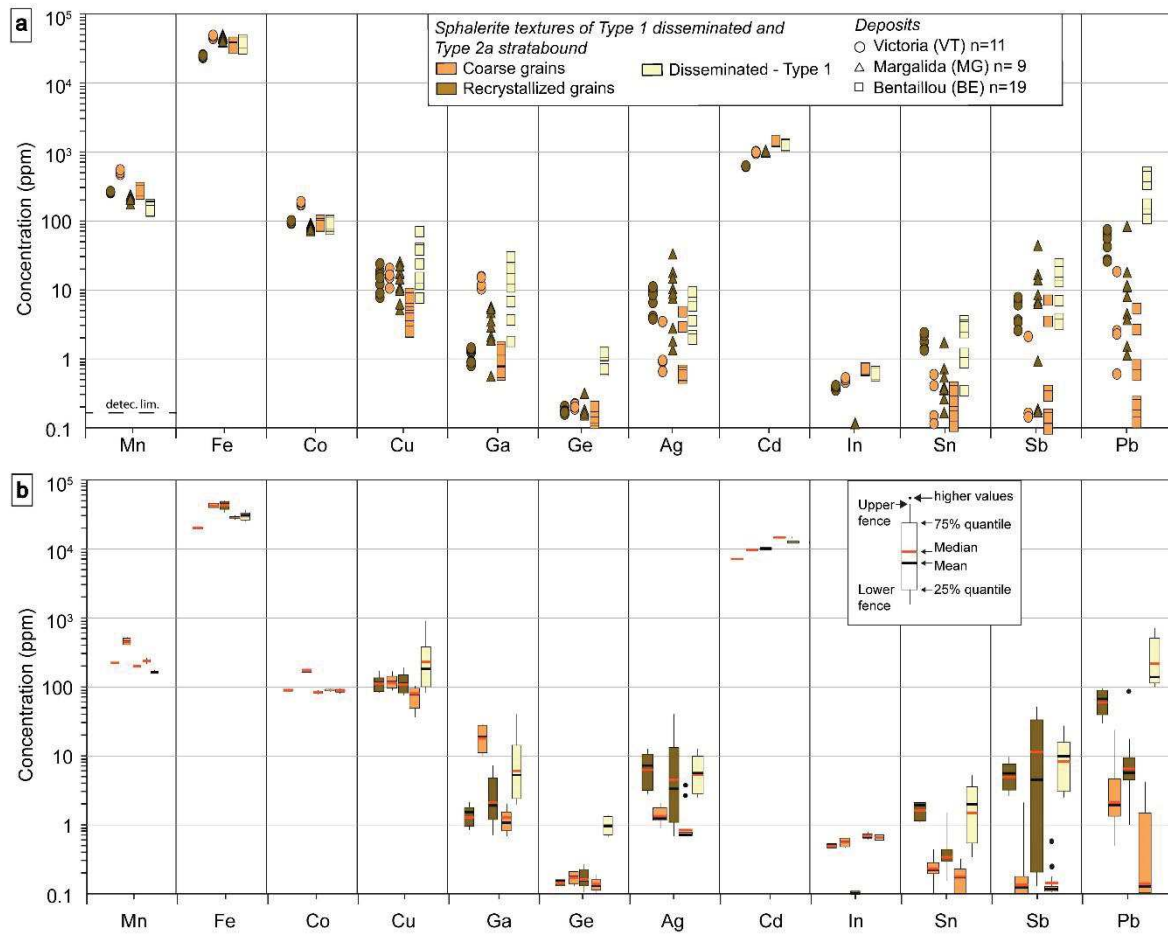 a
Sphalerite textures of Type 1 disseminated and
Type 2a stratabound
Coarse grains
Disseminated - Type 1
Recrystallized grains
Deposits
Victoria (VT) n=11
Margalida (MG) n= 9
Bentaillou (BE) n=19
Concentration (ppm)
10⁵
10⁴
10³
100
10
1
0.1
detec. lim.
Mn Fe Co Cu Ga Ge Ag Cd In Sn Sb Pb
b
Concentration (ppm)
10⁵
10⁴
10³
100
10
1
0.1
higher values
Upper
fence
75% quantile
Median
Mean
Lower
fence
25% quantile
Mn Fe Co Cu Ga Ge Ag Cd In Sn Sb Pb